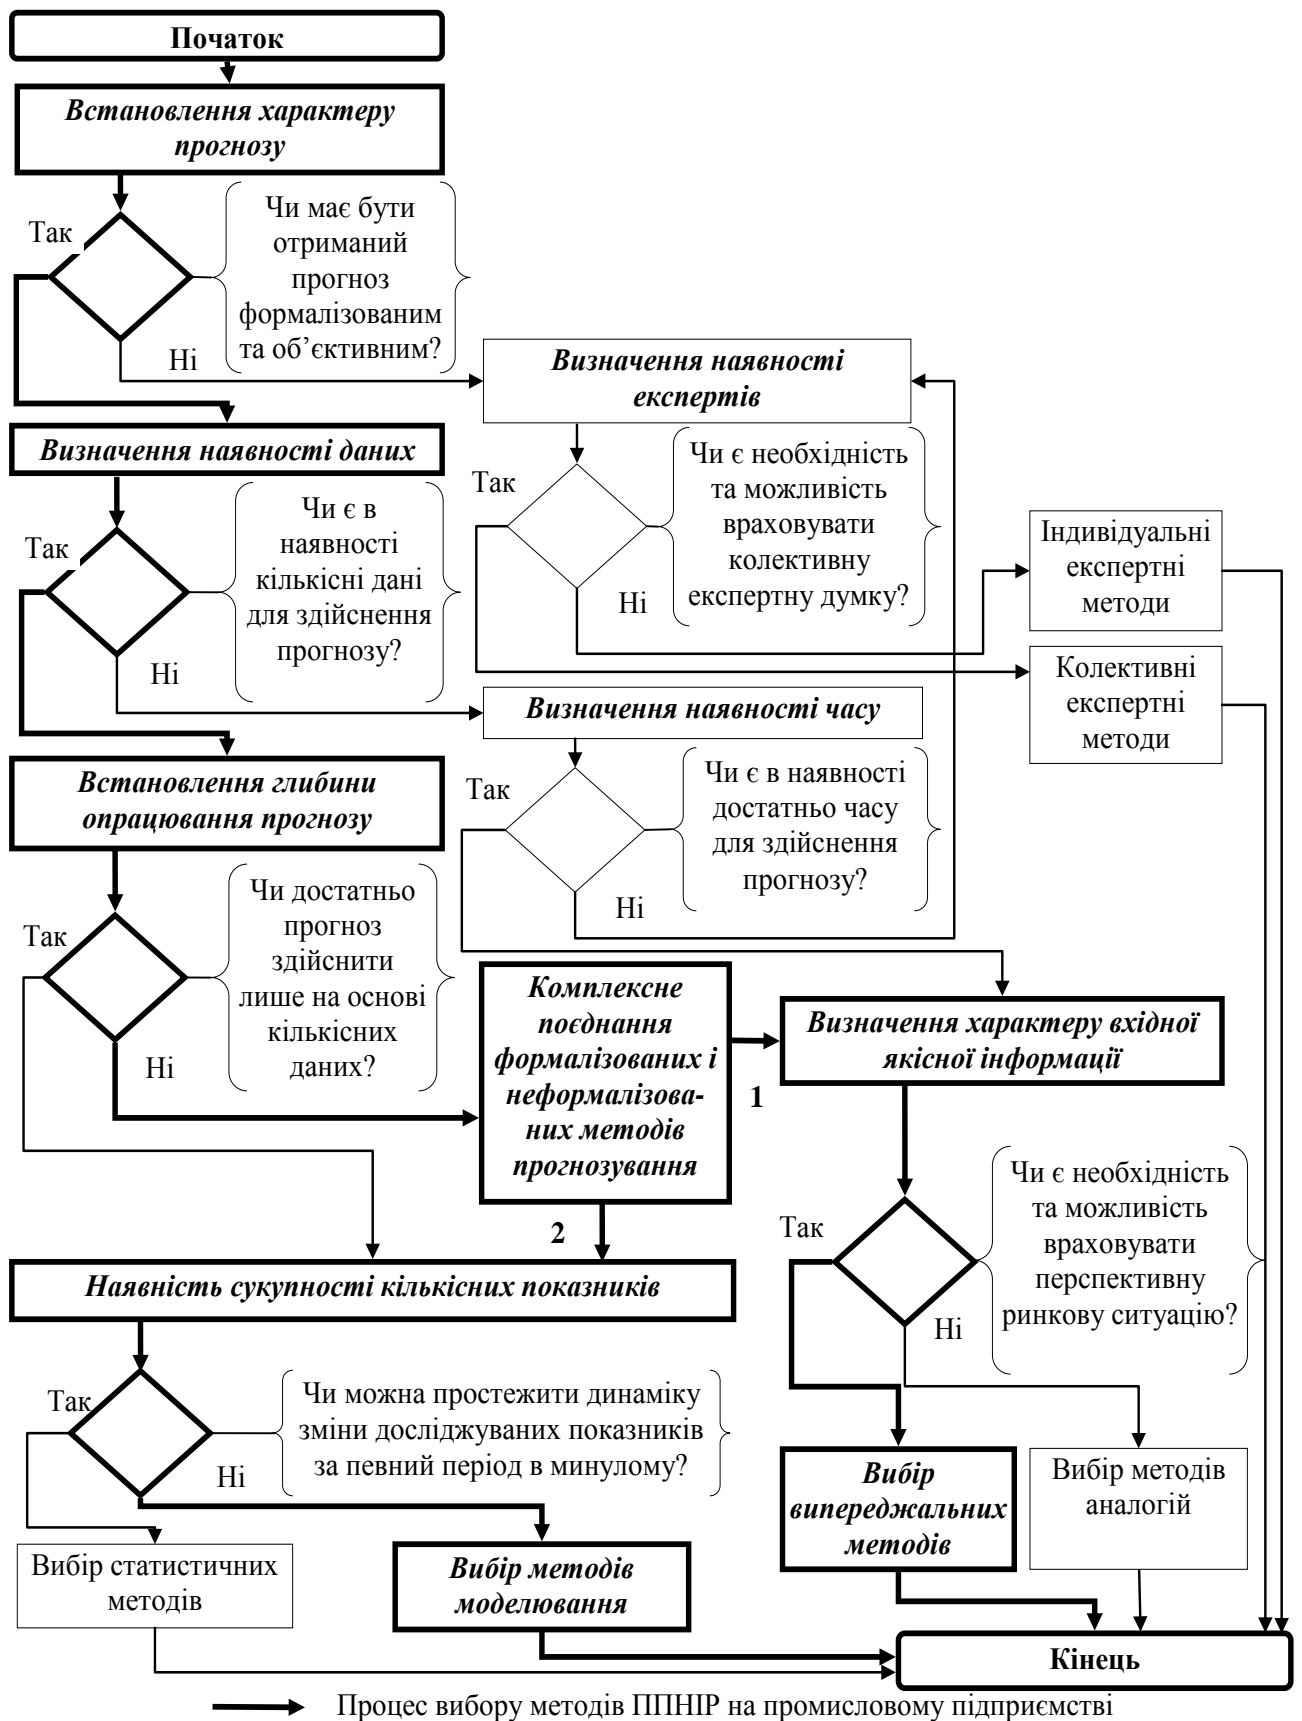 Початок
Встановлення характеру
прогнозу
Так
Чи має бути
отриманий
прогноз
формалізованим
та об’єктивним?
Ні
Визначення наявності
експертів
Визначення наявності даних
Так
Чи є необхідність
та можливість
враховувати
колективну
експертну думку?
Ні
Індивідуальні
експертні
методи
Так
Чи є в
наявності
кількісні дані
для здійснення
прогнозу?
Ні
Колективні
експертні
методи
Визначення наявності часу
Встановлення глибини
опрацювання прогнозу
Так
Чи є в наявності
достатньо часу
для здійснення
прогнозу?
Ні
Так
Чи достатньо
прогноз
здійснити
лише на основі
кількісних
даних?
Ні
Комплексне
поєднання
формалізованих і
неформалізова-
них методів
прогнозування
1
2
Визначення характеру вхідної
якісної інформації
Так
Чи є необхідність
та можливість
враховувати
перспективну
ринкову ситуацію?
Ні
Наявність сукупності кількісних показників
Так
Чи можна простежити динаміку
зміни досліджуваних показників
за певний період в минулому?
Ні
Вибір
випереджальних
методів
Вибір методів
аналогій
Вибір статистичних
методів
Вибір методів
моделювання
Кінець
Процес вибору методів ППНІР на промисловому підприємстві